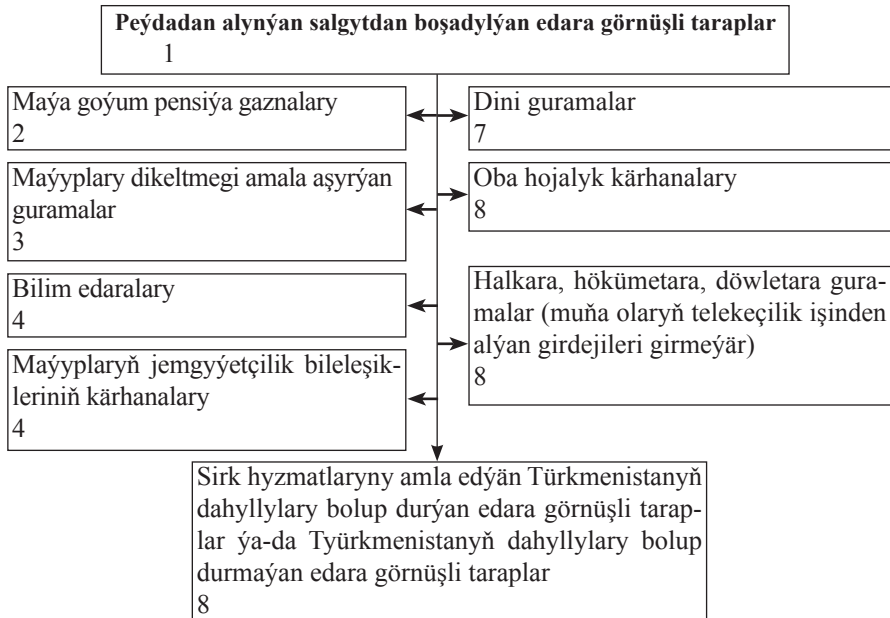 Peýdadan alynýan salgytdan boşadylýan edara görnüşli taraplar
1
Maýa goýum pensiýa gaznalary
2
Maýyplary dikeltmegi amala aşyrýan
guramalar
3
Bilim edaralary
4
Maýyplaryň jemgyýetçilik bileleşik-
leriniň kärhanalary
4
Dini guramalar
7
Oba hojalyk kärhanalary
8
Halkara, hökümetara, döwletara gura-
malar (muňa olaryň telekeçilik işinden
alýan girdejileri girmeýär)
8
Sirk hyzmatlaryny amla edýän Türkmenistanyň
dahyllylary bolup durýan edara görnüşli tarap-
lar ýa-da Tyürkmenistanyň dahyllylary bolup
durmaýan edara görnüşli taraplar
8